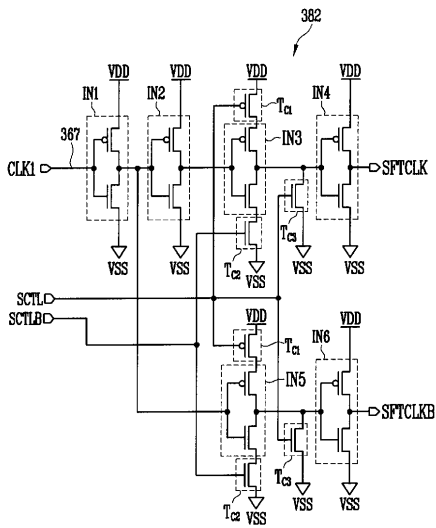 382
VDD VDD VDD VDD
IN1 IN2 TC1 IN4
367 IN3
CLK1 SFTCLK
TC3
VSS VSS TC2 VSS VSS
VSS
SCTL
SCTLB VDD VDD
TC1 IN6
IN5
SFTCLKB
TC3
TC2 VSS VSS
VSS